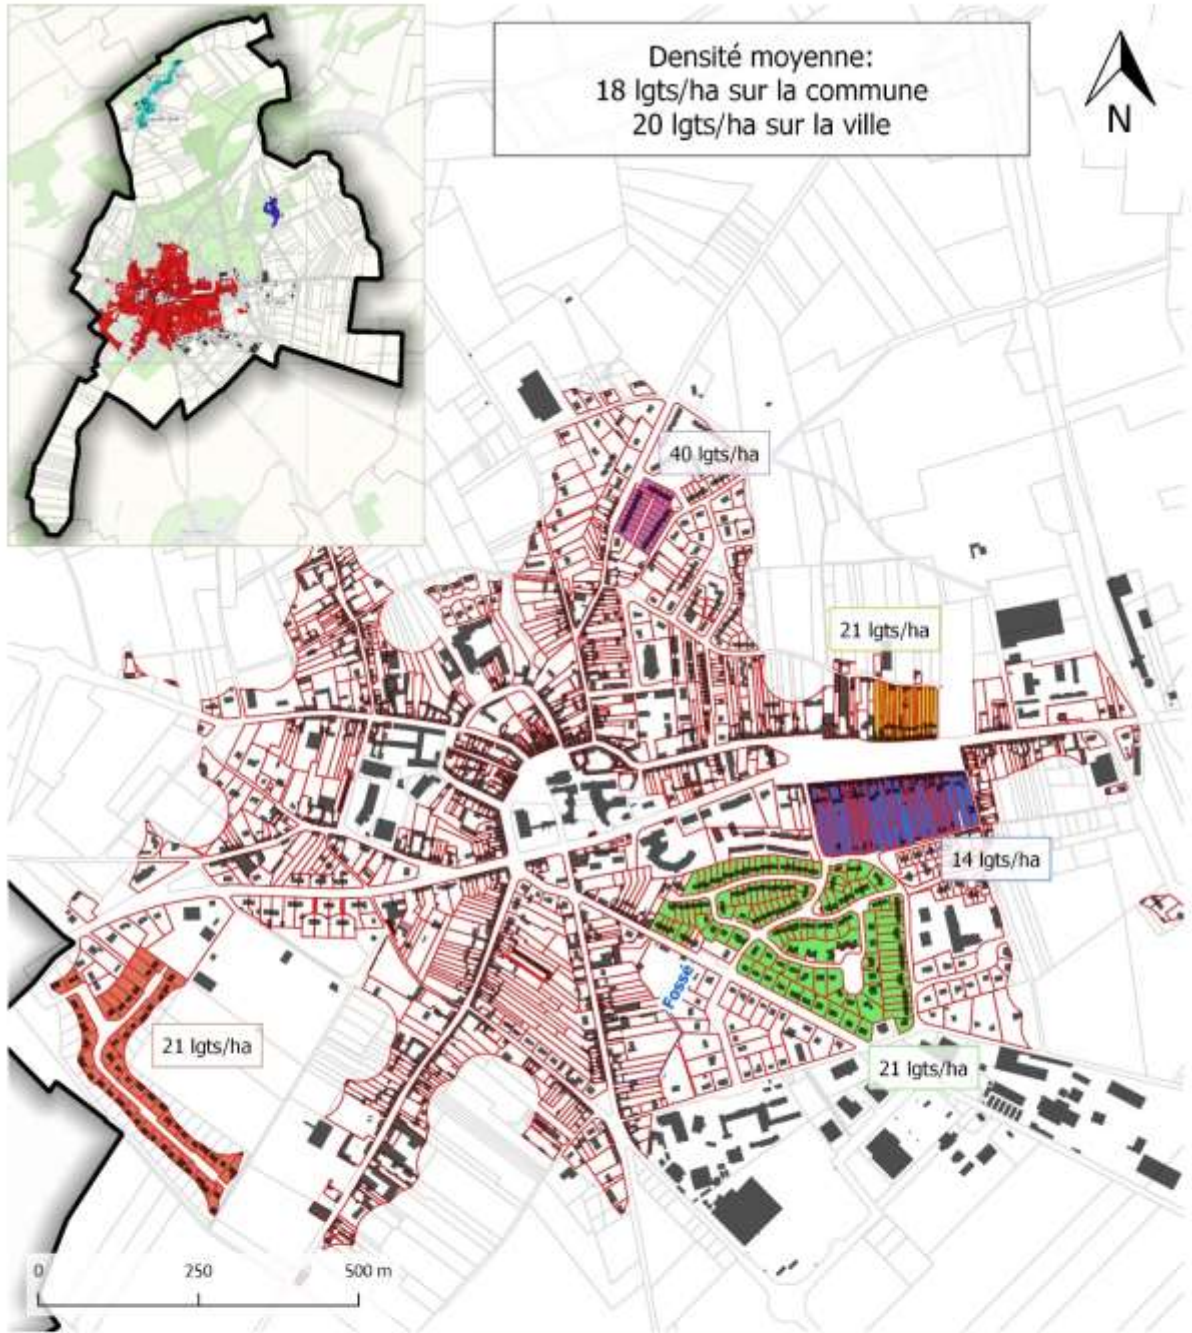 Densité moyenne:
18 lgts/ha sur la commune
20 lgts/ha sur la ville
N
40 lgts/ha
21 lgts/ha
14 lgts/ha
Fossé
21 lgts/ha
21 lgts/ha
0 250 500 m